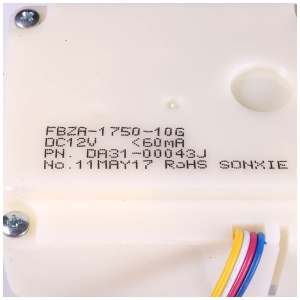 FBZA-1750-10G
DC12V <60mA
PN. DA31-00043J
No.11MAY17 RoHS SONXIE